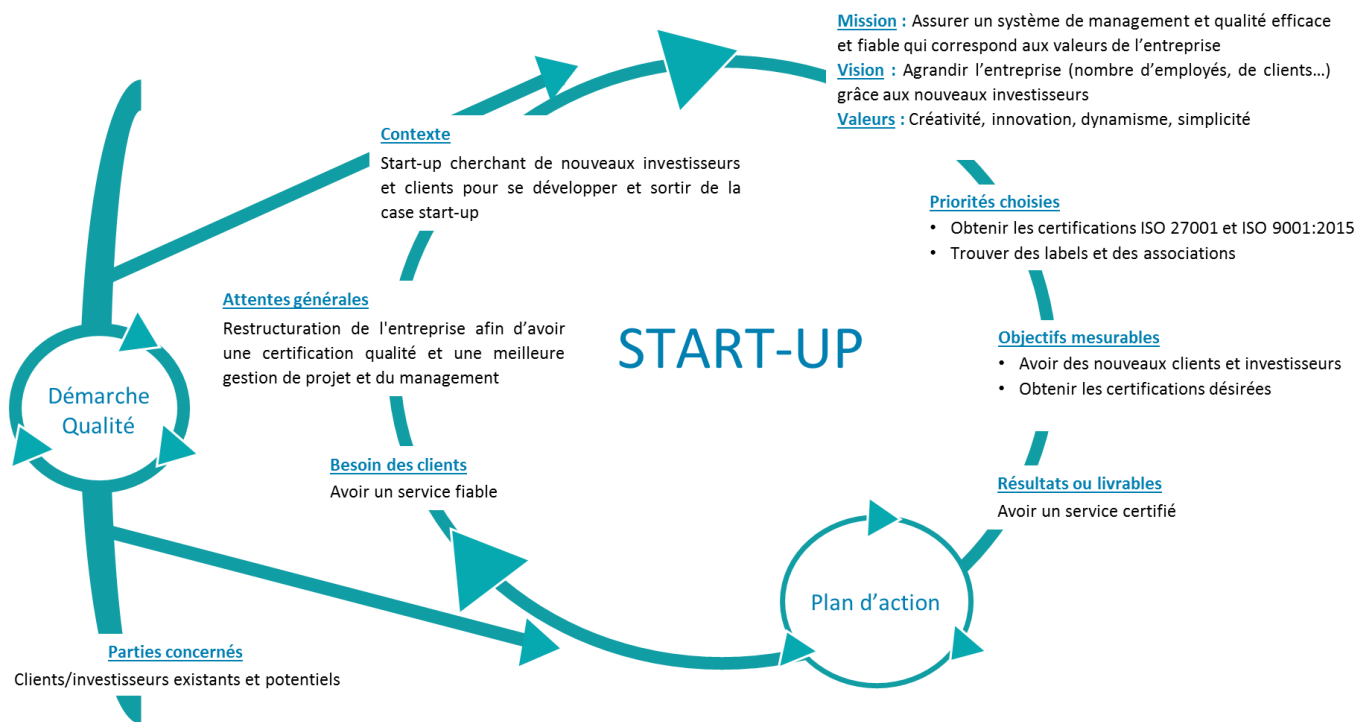 Mission : Assurer un système de management et qualité efficace
et fiable qui correspond aux valeurs de l’entreprise
Vision : Agrandir l’entreprise (nombre d’employés, de clients…)
grâce aux nouveaux investisseurs
Valeurs : Créativité, innovation, dynamisme, simplicité
Contexte
Start-up cherchant de nouveaux investisseurs
et clients pour se développer et sortir de la
case start-up
Priorités choisies
• Obtenir les certifications ISO 27001 et ISO 9001:2015
• Trouver des labels et des associations
Attentes générales
Restructuration de l'entreprise afin d’avoir
une certification qualité et une meilleure
gestion de projet et du management
START-UP
Objectifs mesurables
• Avoir des nouveaux clients et investisseurs
• Obtenir les certifications désirées
Démarche
Qualité
Besoin des clients
Avoir un service fiable
Résultats ou livrables
Avoir un service certifié
Plan d’action
Parties concernés
Clients/investisseurs existants et potentiels